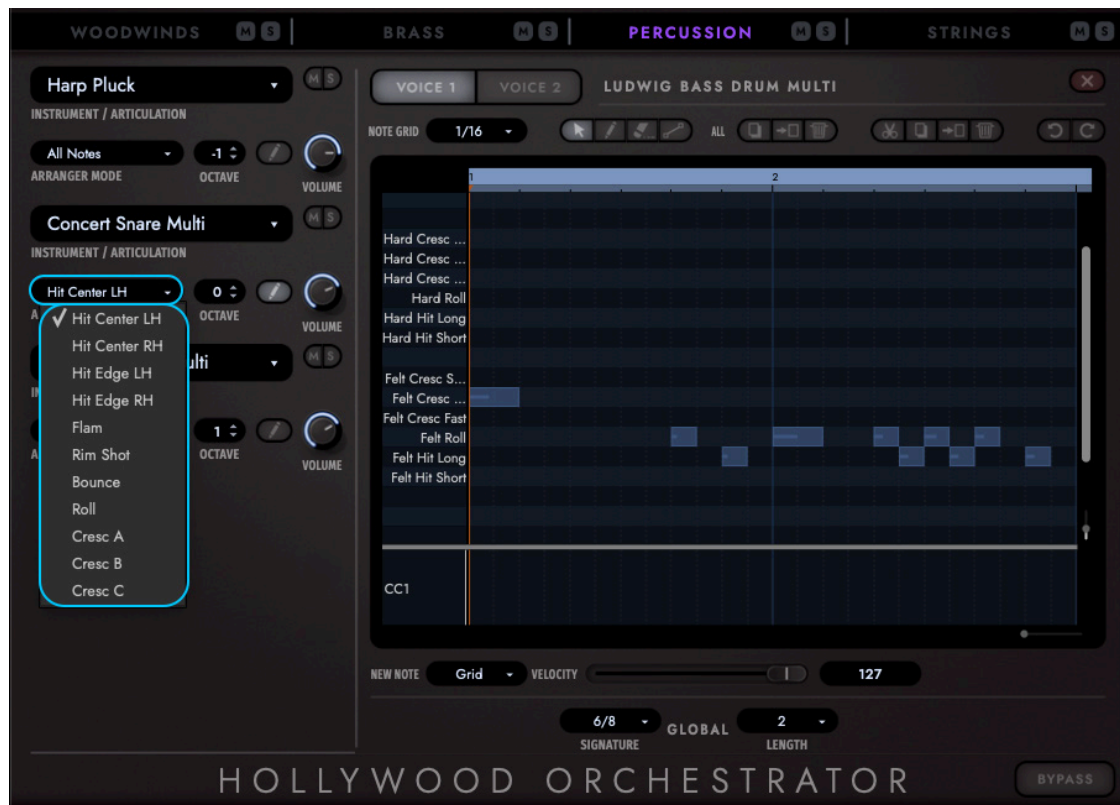 WOODWINDS M S BRASS M S PERCUSSION M S STRINGS M S
Harp Pluck M S
INSTRUMENT / ARTICULATION
All Notes -1
ARRANGER MODE OCTAVE VOLUME
Concert Snare Multi M S
INSTRUMENT / ARTICULATION
Hit Center LH 0
A OCTAVE VOLUME
Hit Center LH
Hit Center RH
Hit Edge LH
Hit Edge RH
Flam
Rim Shot
Bounce
Roll
Cresc A
Cresc B
Cresc C
M S
1
OCTAVE VOLUME
VOICE 1 VOICE 2 LUDWIG BASS DRUM MULTI
NOTE GRID 1/16 ALL
1 2
Hard Cresc ...
Hard Cresc ...
Hard Cresc ...
Hard Roll
Hard Hit Long
Hard Hit Short
Felt Cresc S...
Felt Cresc ...
Felt Cresc Fast
Felt Roll
Felt Hit Long
Felt Hit Short
CC1
NEW NOTE Grid VELOCITY 127
6/8 GLOBAL 2
SIGNATURE LENGTH
HOLLYWOOD ORCHESTRATOR BYPASS